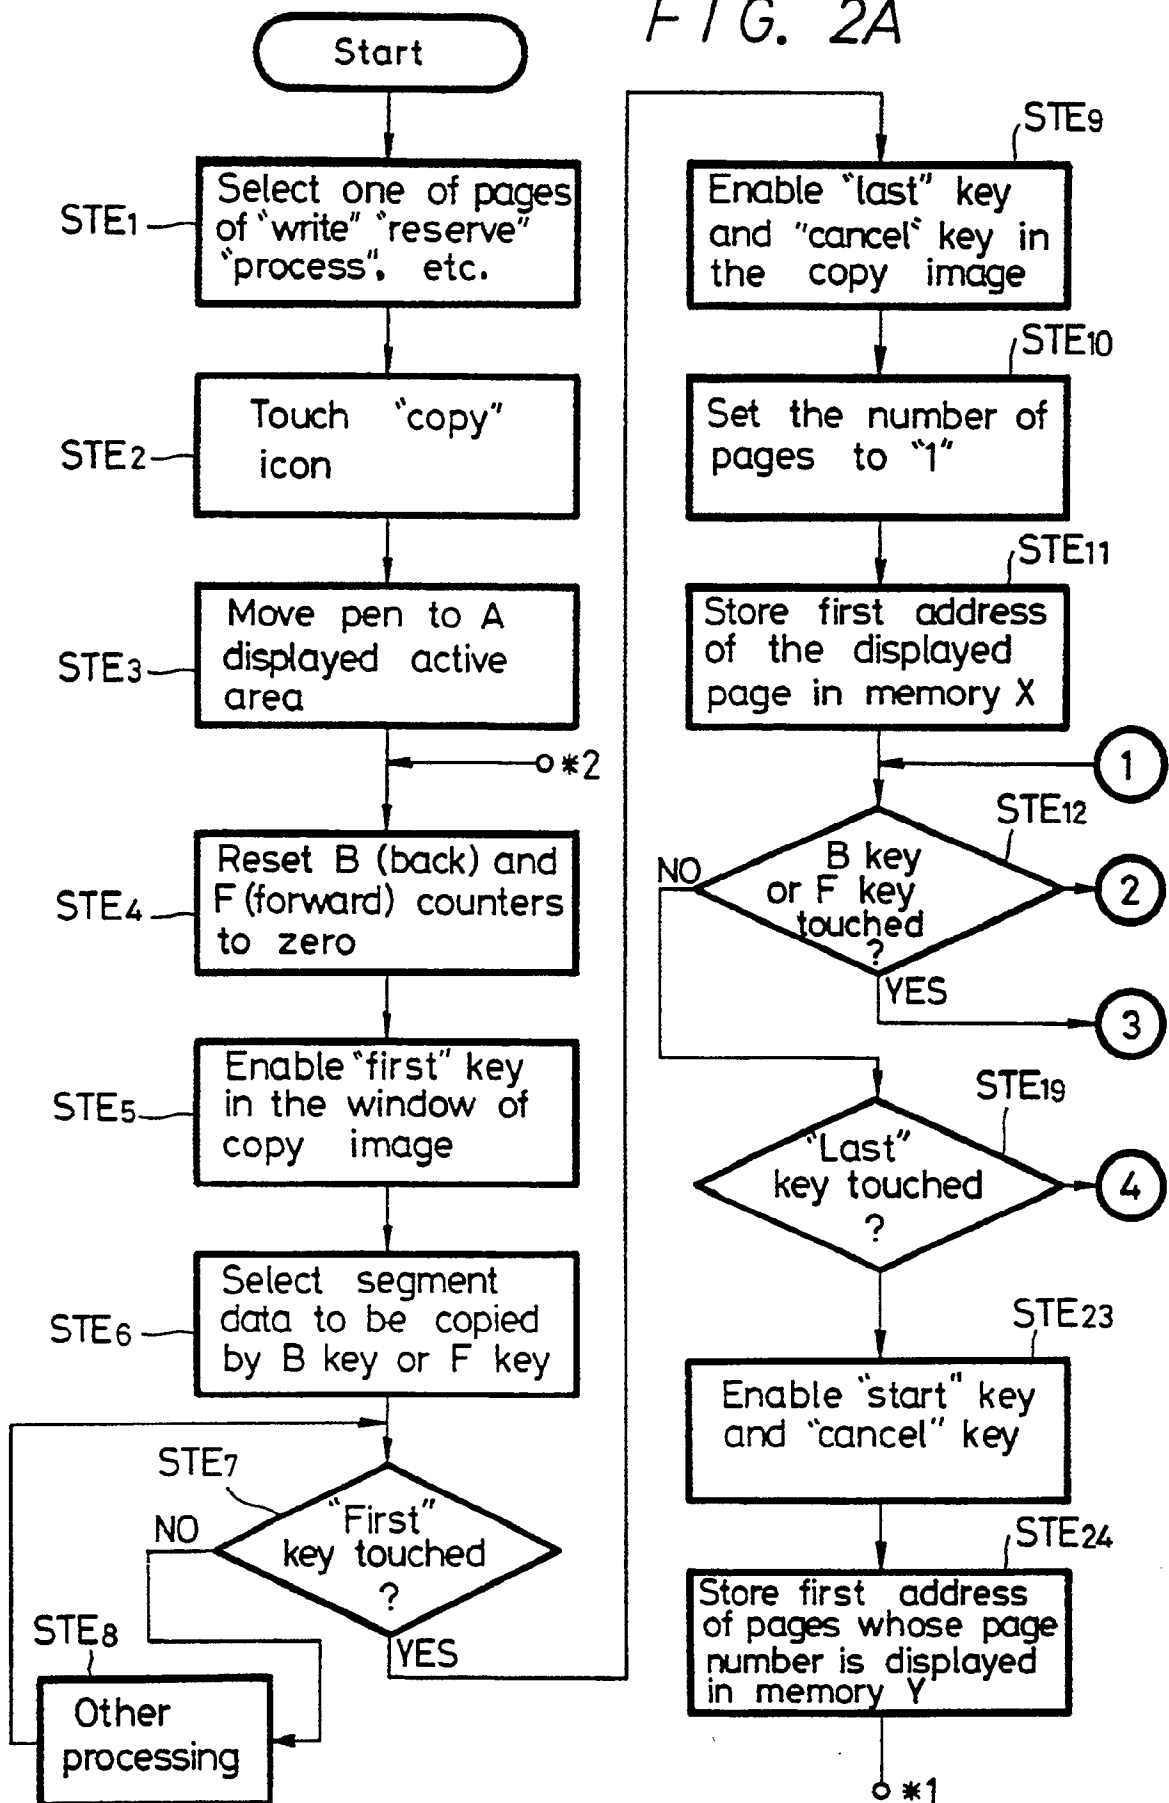 FIG. 2A
Start
STE1
Select one of pages
of "write" "reserve"
"process", etc.
STE2
Touch "copy"
icon
STE3
Move pen to A
displayed active
area
*2
STE4
Reset B (back) and
F (forward) counters
to zero
STE5
Enable "first" key
in the window of
copy image
STE6
Select segment
data to be copied
by B key or F key
STE7
"First"
key touched
?
NO
YES
STE8
Other
processing
STE9
Enable "last" key
and "cancel" key in
the copy image
STE10
Set the number of
pages to "1"
STE11
Store first address
of the displayed
page in memory X
1
STE12
B key
or F key
touched
?
NO
2
YES
3
STE19
"Last"
key touched
?
4
STE23
Enable "start" key
and "cancel" key
STE24
Store first address
of pages whose page
number is displayed
in memory Y
*1